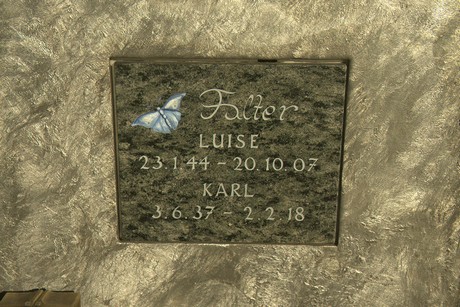 Falter
LUISE
23.1.44 - 20.10.07
KARL
3.6.37 - 2.2.18